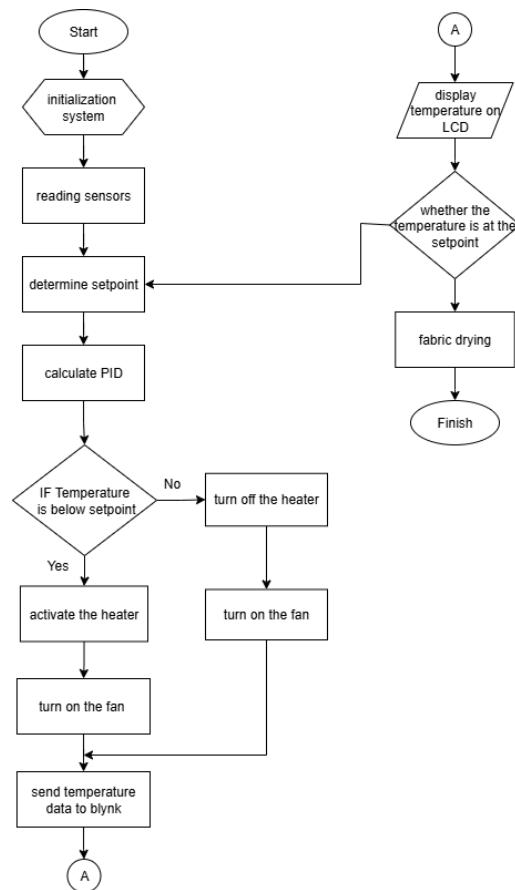 Start
initialization
system
reading sensors
determine setpoint
calculate PID
IF Temperature
is below setpoint
No
turn off the heater
turn on the fan
Yes
activate the heater
turn on the fan
send temperature
data to blynk
A
A
display
temperature on
LCD
whether the
temperature is at the
setpoint
fabric drying
Finish